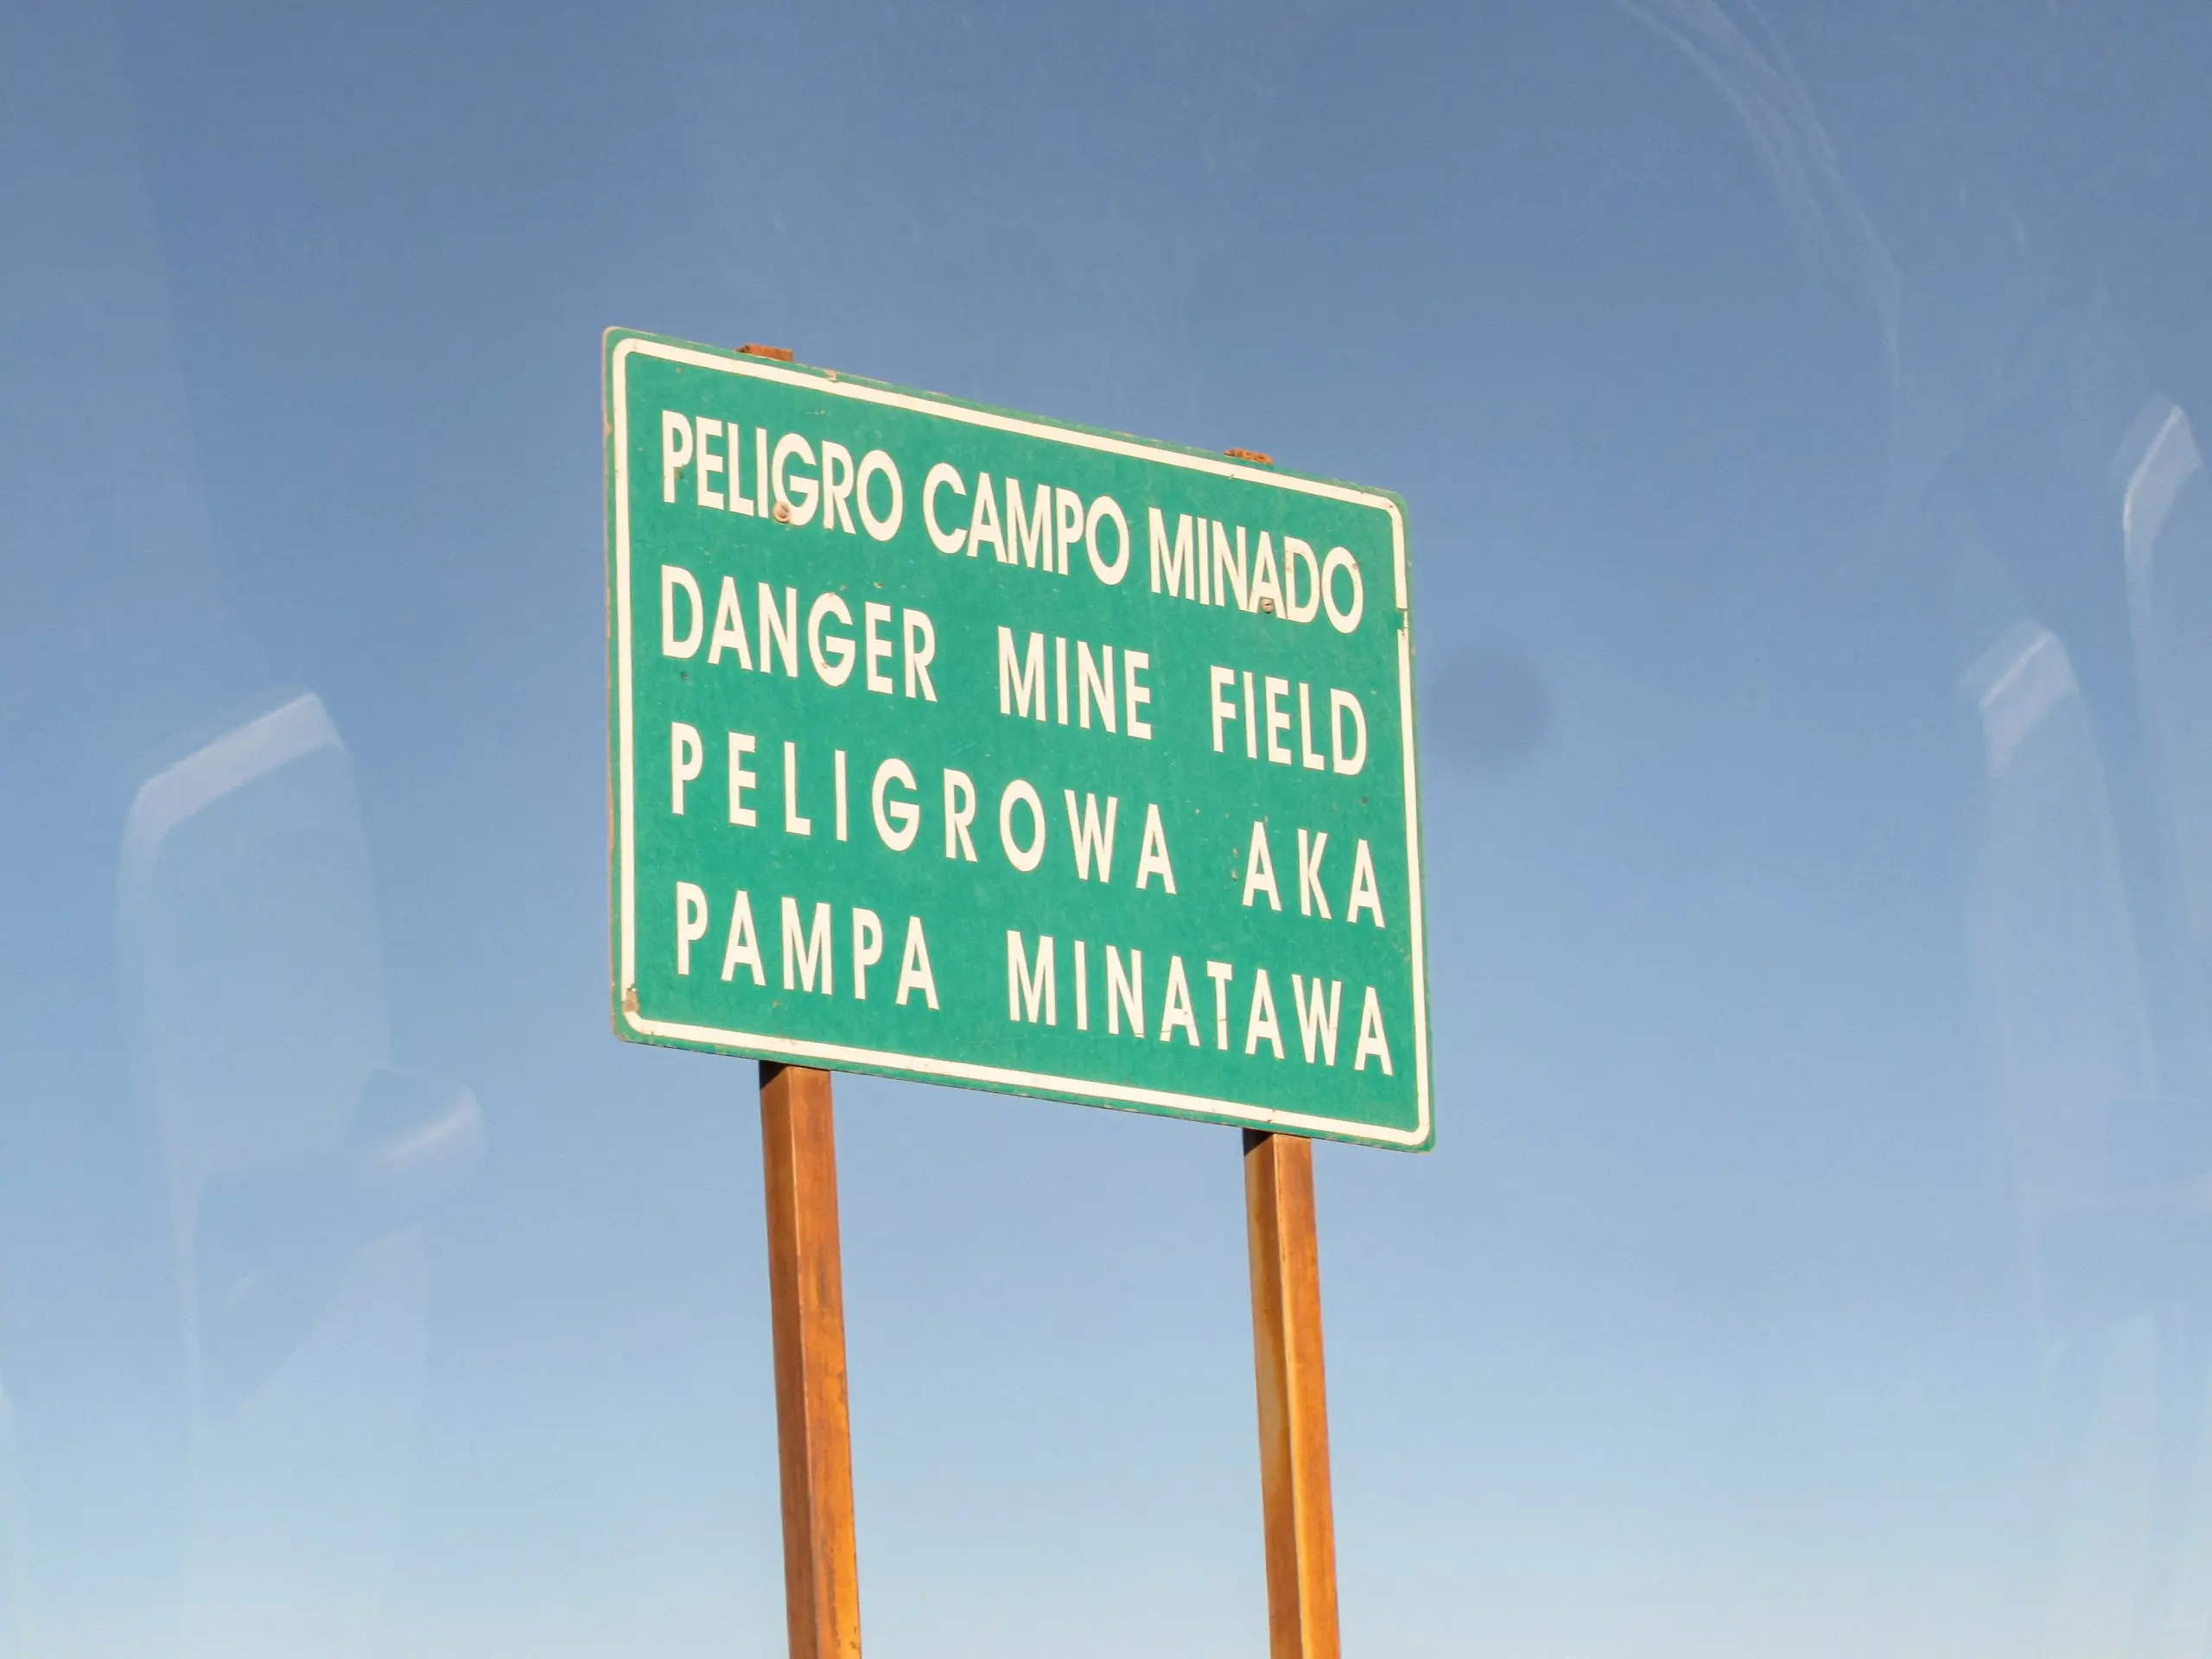 PELIGRO CAMPO MINADO
DANGER MINE FIELD
PELIGROWA AKA
PAMPA MINATAWA